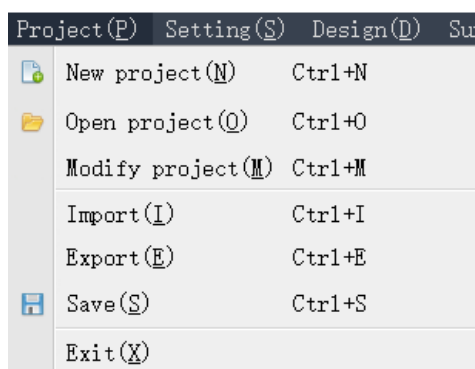 Project(P) Setting(S) Design(D) Su
New project(N) Ctrl+N
Open project(O) Ctrl+O
Modify project(M) Ctrl+M
Import(I) Ctrl+I
Export(E) Ctrl+E
Save(S) Ctrl+S
Exit(X)